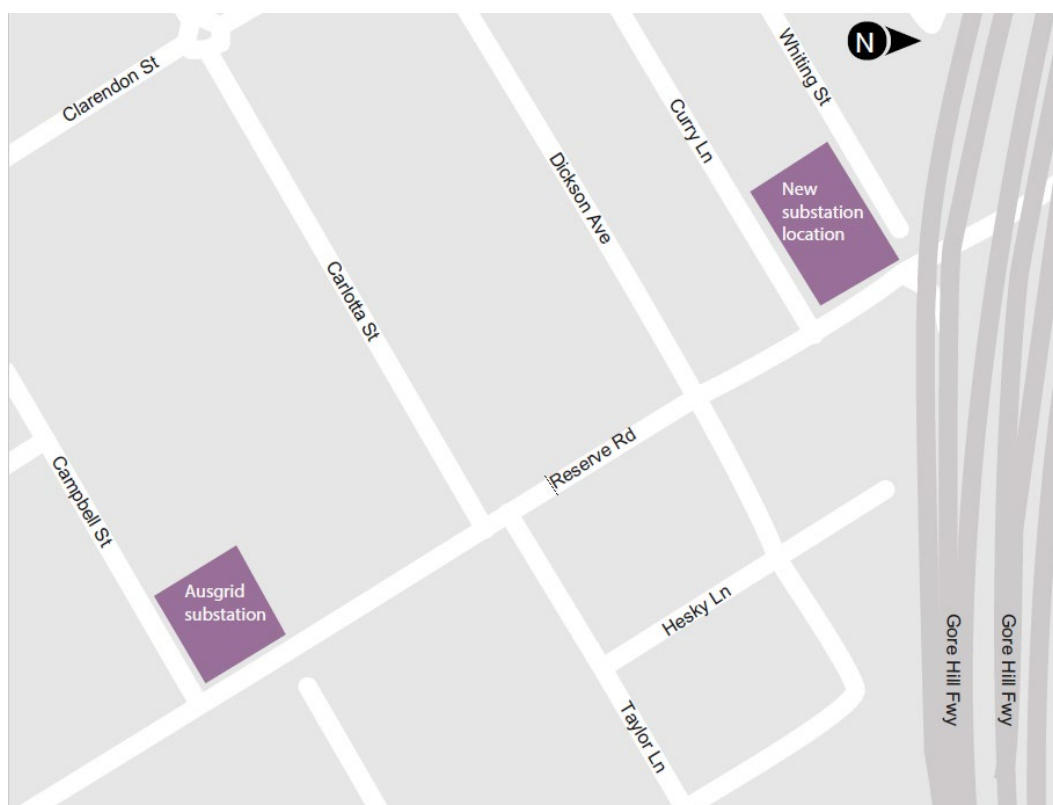 N
Clarendon St
Whiting St
Curry Ln
Dickson Ave
New
substation
location
Carlotta St
Reserve Rd
Campbell St
Ausgrid
substation
Hesky Ln
Gore Hill Fwy
Gore Hill Fwy
Taylor Ln